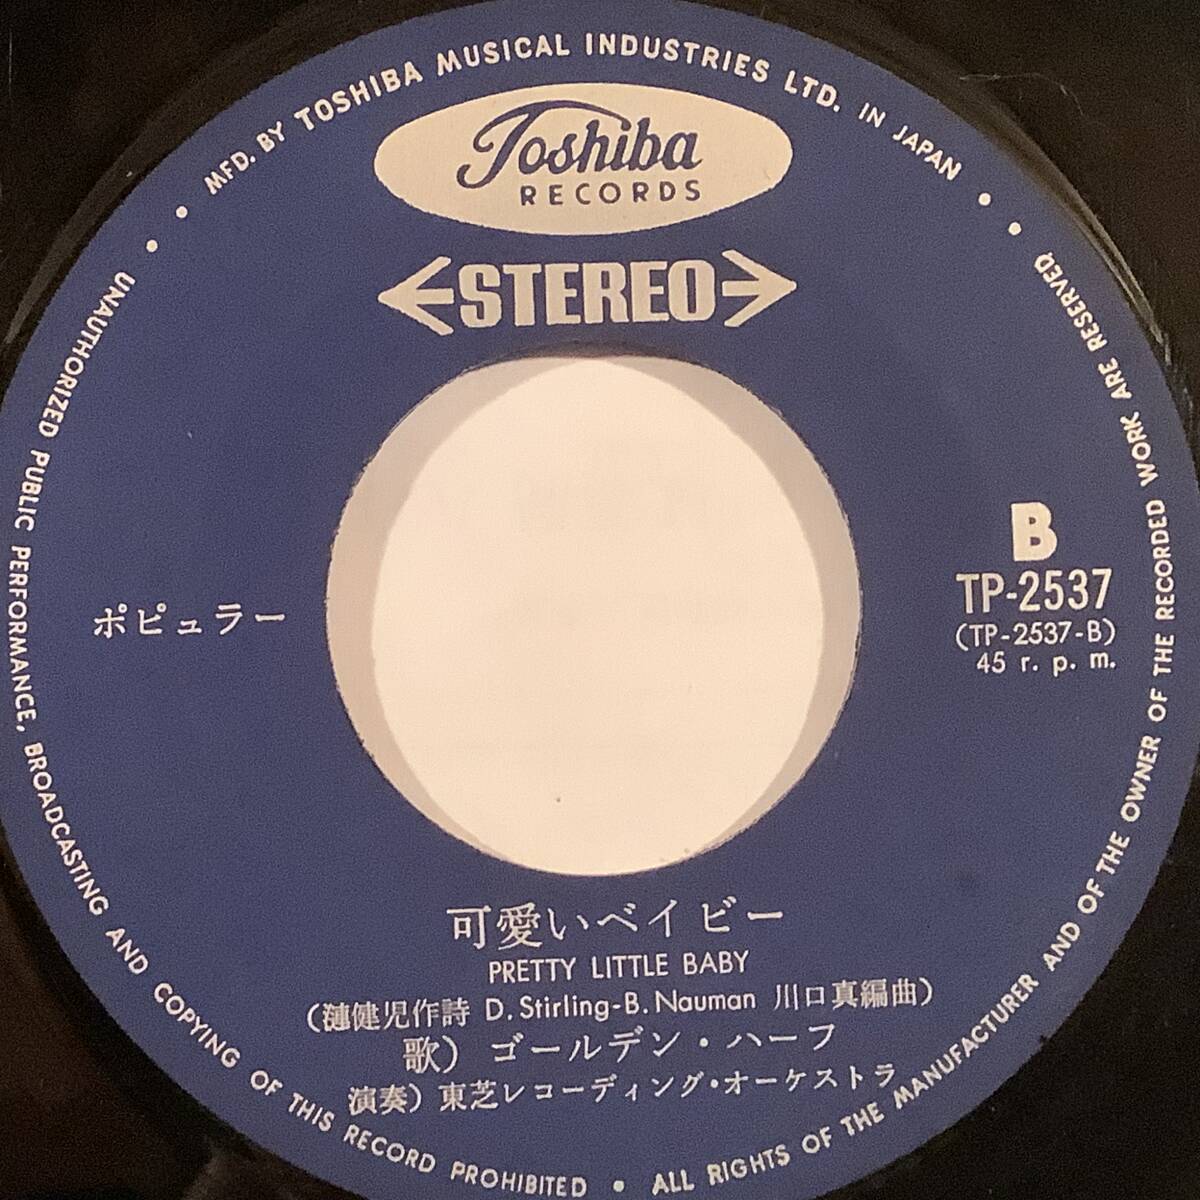 MFD. BY TOSHIBA MUSICAL INDUSTRIES LTD. IN JAPAN
Toshiba
RECORDS
STEREO
ポピュラー
B
TP-2537
(TP-2537-B)
45 r. p. m.
可愛いベイビー
PRETTY LITTLE BABY
(漣健児作詩 D. Stirling-B. Nauman 川口真編曲)
歌) ゴールデン・ハーフ
演奏) 東芝レコーディング・オーケストラ
UNAUTHORIZED PUBLIC PERFORMANCE, BROADCASTING AND COPYING OF THIS RECORD PROHIBITED • ALL RIGHTS OF THE MANUFACTURER AND OF THE OWNER OF THE RECORDED WORK ARE RESERVED